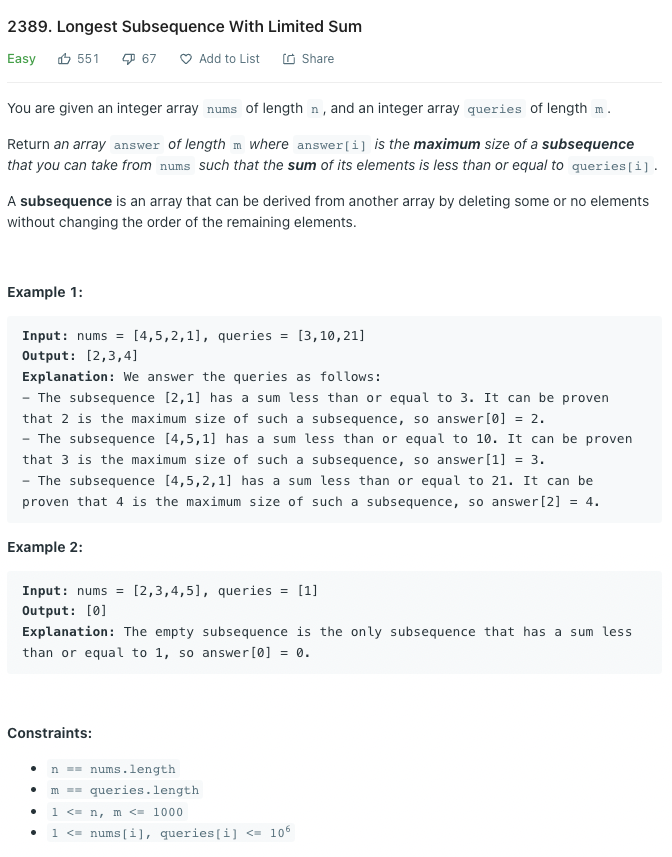 2389. Longest Subsequence With Limited Sum
Easy 551 67 Add to List Share
You are given an integer array nums of length n, and an integer array queries of length m.
Return an array answer of length m where answer[i] is the maximum size of a subsequence
that you can take from nums such that the sum of its elements is less than or equal to queries[i].
A subsequence is an array that can be derived from another array by deleting some or no elements
without changing the order of the remaining elements.
Example 1:
Input: nums = [4,5,2,1], queries = [3,10,21]
Output: [2,3,4]
Explanation: We answer the queries as follows:
- The subsequence [2,1] has a sum less than or equal to 3. It can be proven
that 2 is the maximum size of such a subsequence, so answer[0] = 2.
- The subsequence [4,5,1] has a sum less than or equal to 10. It can be proven
that 3 is the maximum size of such a subsequence, so answer[1] = 3.
- The subsequence [4,5,2,1] has a sum less than or equal to 21. It can be
proven that 4 is the maximum size of such a subsequence, so answer[2] = 4.
Example 2:
Input: nums = [2,3,4,5], queries = [1]
Output: [0]
Explanation: The empty subsequence is the only subsequence that has a sum less
than or equal to 1, so answer[0] = 0.
Constraints:
• n == nums.length
• m == queries.length
• 1 <= n, m <= 1000
• 1 <= nums[i], queries[i] <= 10⁶